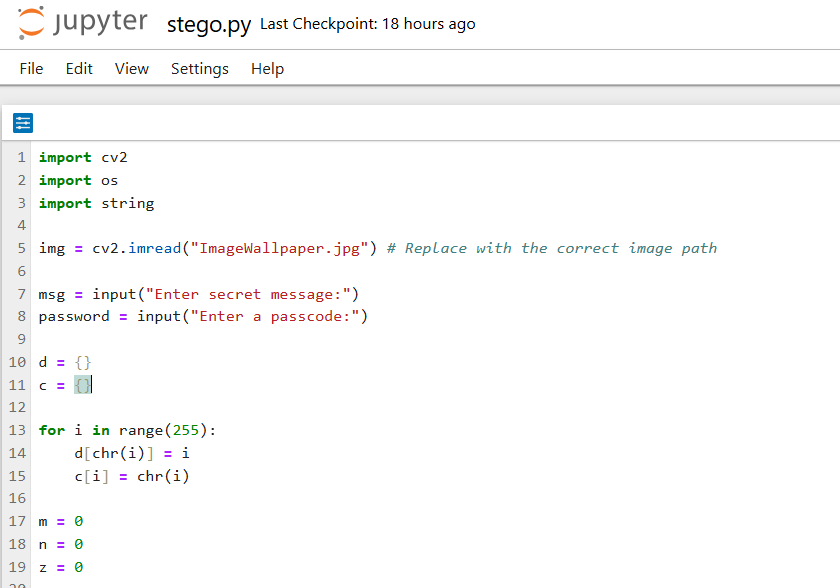 jupyter stego.py Last Checkpoint: 18 hours ago
File Edit View Settings Help
1 import cv2
2 import os
3 import string
4
5 img = cv2.imread("ImageWallpaper.jpg") # Replace with the correct image path
6
7 msg = input("Enter secret message:")
8 password = input("Enter a passcode:")
9
10 d = {}
11 c = {}
12
13 for i in range(255):
14     d[chr(i)] = i
15     c[i] = chr(i)
16
17 m = 0
18 n = 0
19 z = 0